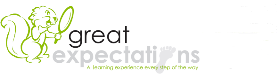 great
expectations
A learning experience every step of the way